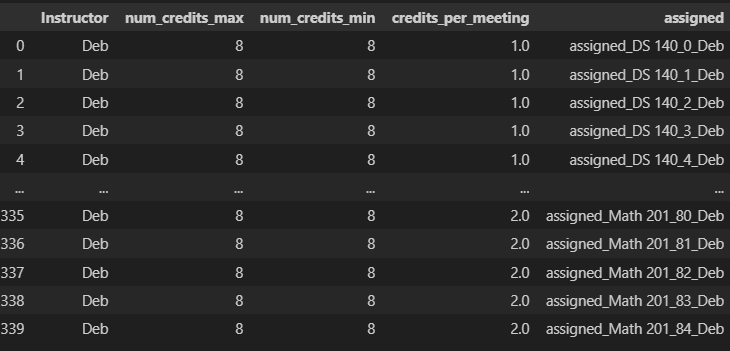 Instructor num_credits_max num_credits_min credits_per_meeting assigned
0 Deb 8 8 1.0 assigned_DS 140_0_Deb
1 Deb 8 8 1.0 assigned_DS 140_1_Deb
2 Deb 8 8 1.0 assigned_DS 140_2_Deb
3 Deb 8 8 1.0 assigned_DS 140_3_Deb
4 Deb 8 8 1.0 assigned_DS 140_4_Deb
... ... ... ... ... ...
335 Deb 8 8 2.0 assigned_Math 201_80_Deb
336 Deb 8 8 2.0 assigned_Math 201_81_Deb
337 Deb 8 8 2.0 assigned_Math 201_82_Deb
338 Deb 8 8 2.0 assigned_Math 201_83_Deb
339 Deb 8 8 2.0 assigned_Math 201_84_Deb